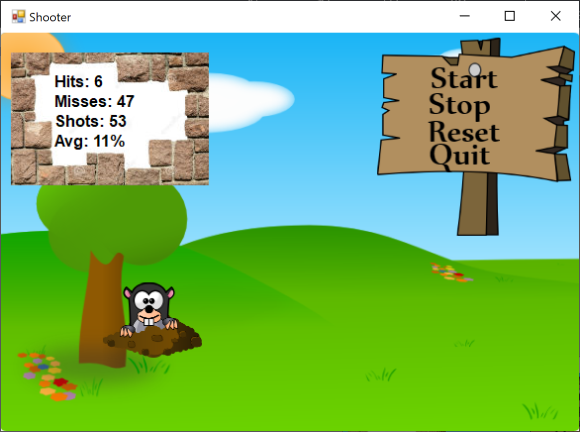 Shooter
Hits: 6
Misses: 47
Shots: 53
Avg: 11%
Start
Stop
Reset
Quit